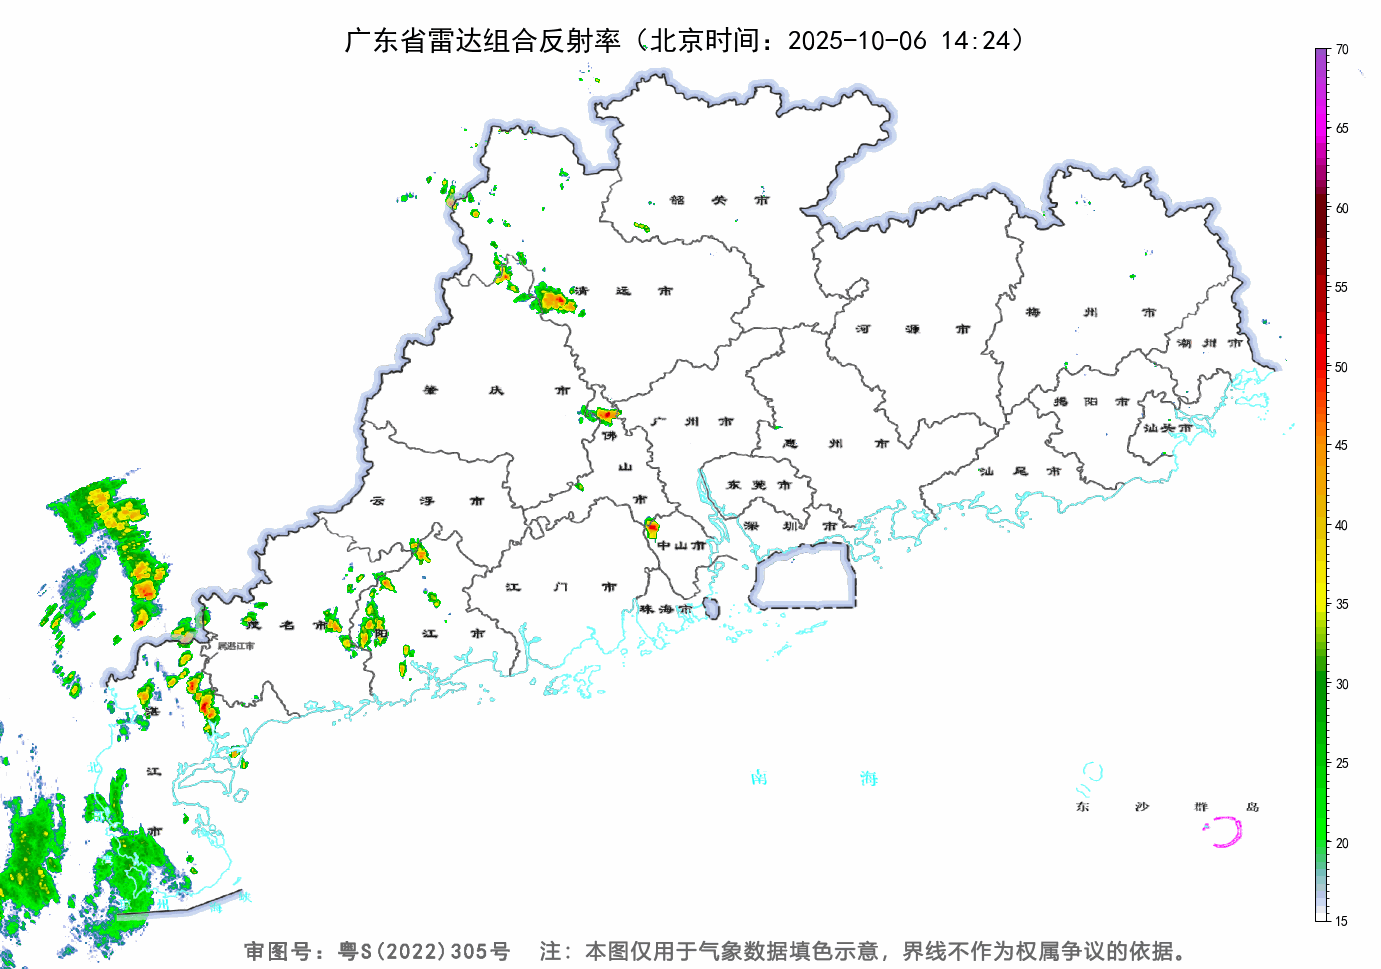 广东省雷达组合反射率（北京时间：2025-10-06 14:24）
70
65
60
55
50
45
40
35
30
25
20
15
韶关市
清远市
河源市
梅州市
潮州市
肇庆市
广州市
揭阳市
汕头市
惠州市
佛山市
汕尾市
云浮市
东莞市
深圳市
中山市
江门市
珠海市
茂名市
阳江市
属湛江市
湛江市
北
南海
东沙群岛
州
海
峡
审图号：粤S(2022)305号 注：本图仅用于气象数据填色示意，界线不作为权属争议的依据。